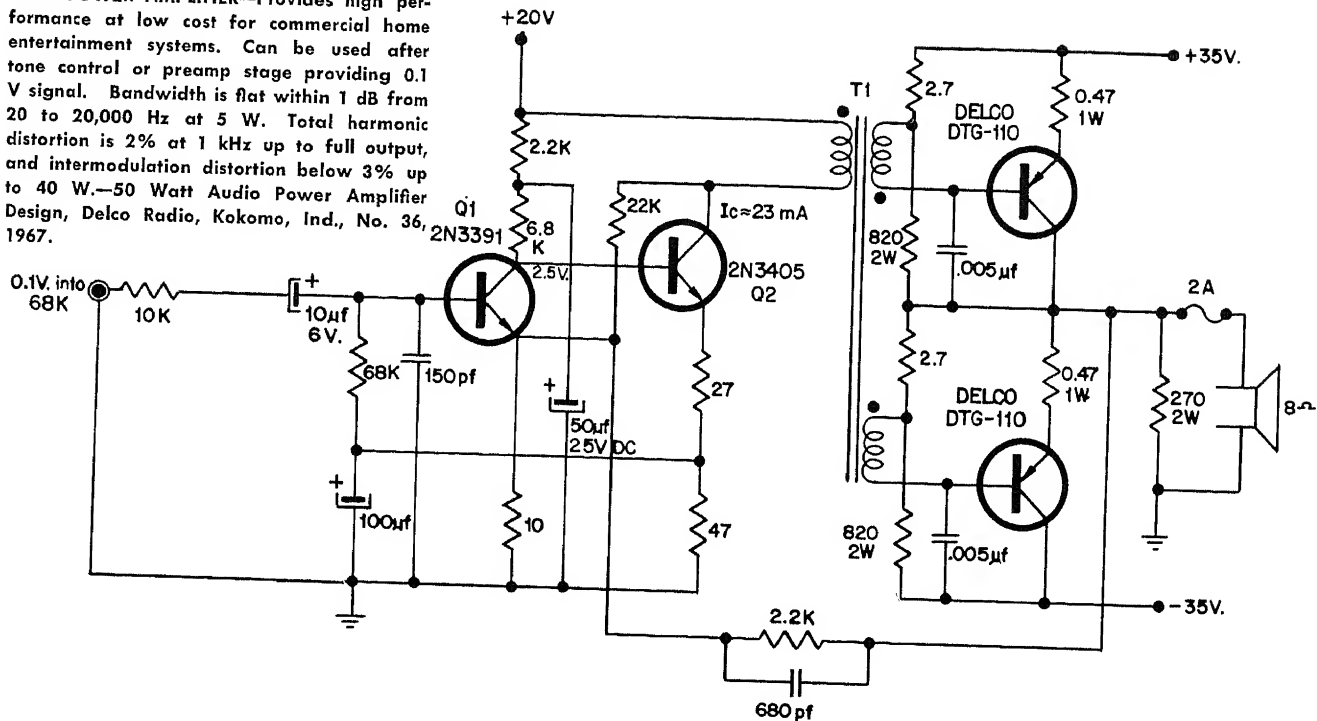 high per-
formance at low cost for commercial home
entertainment systems. Can be used after
tone control or preamp stage providing 0.1
V signal. Bandwidth is flat within 1 dB from
20 to 20,000 Hz at 5 W. Total harmonic
distortion is 2% at 1 kHz up to full output,
and intermodulation distortion below 3% up
to 40 W.—50 Watt Audio Power Amplifier
Design, Delco Radio, Kokomo, Ind., No. 36,
1967.
+20V
+35V.
T1
2.7
0.47
1W
DELCO
DTG-110
2.2K
Q1
2N3391
6.8
K
2.5V.
22K
Ic≈23 mA
2N3405
Q2
820
2W
.005µf
2A
0.1V. into
68K
10K
+
10µf
6V.
68K
150pf
27
2.7
0.47
1W
DELCO
DTG-110
270
2W
8Ω
+
50µf
25V DC
+
100µf
10
47
820
2W
.005µf
-35V.
2.2K
680pf